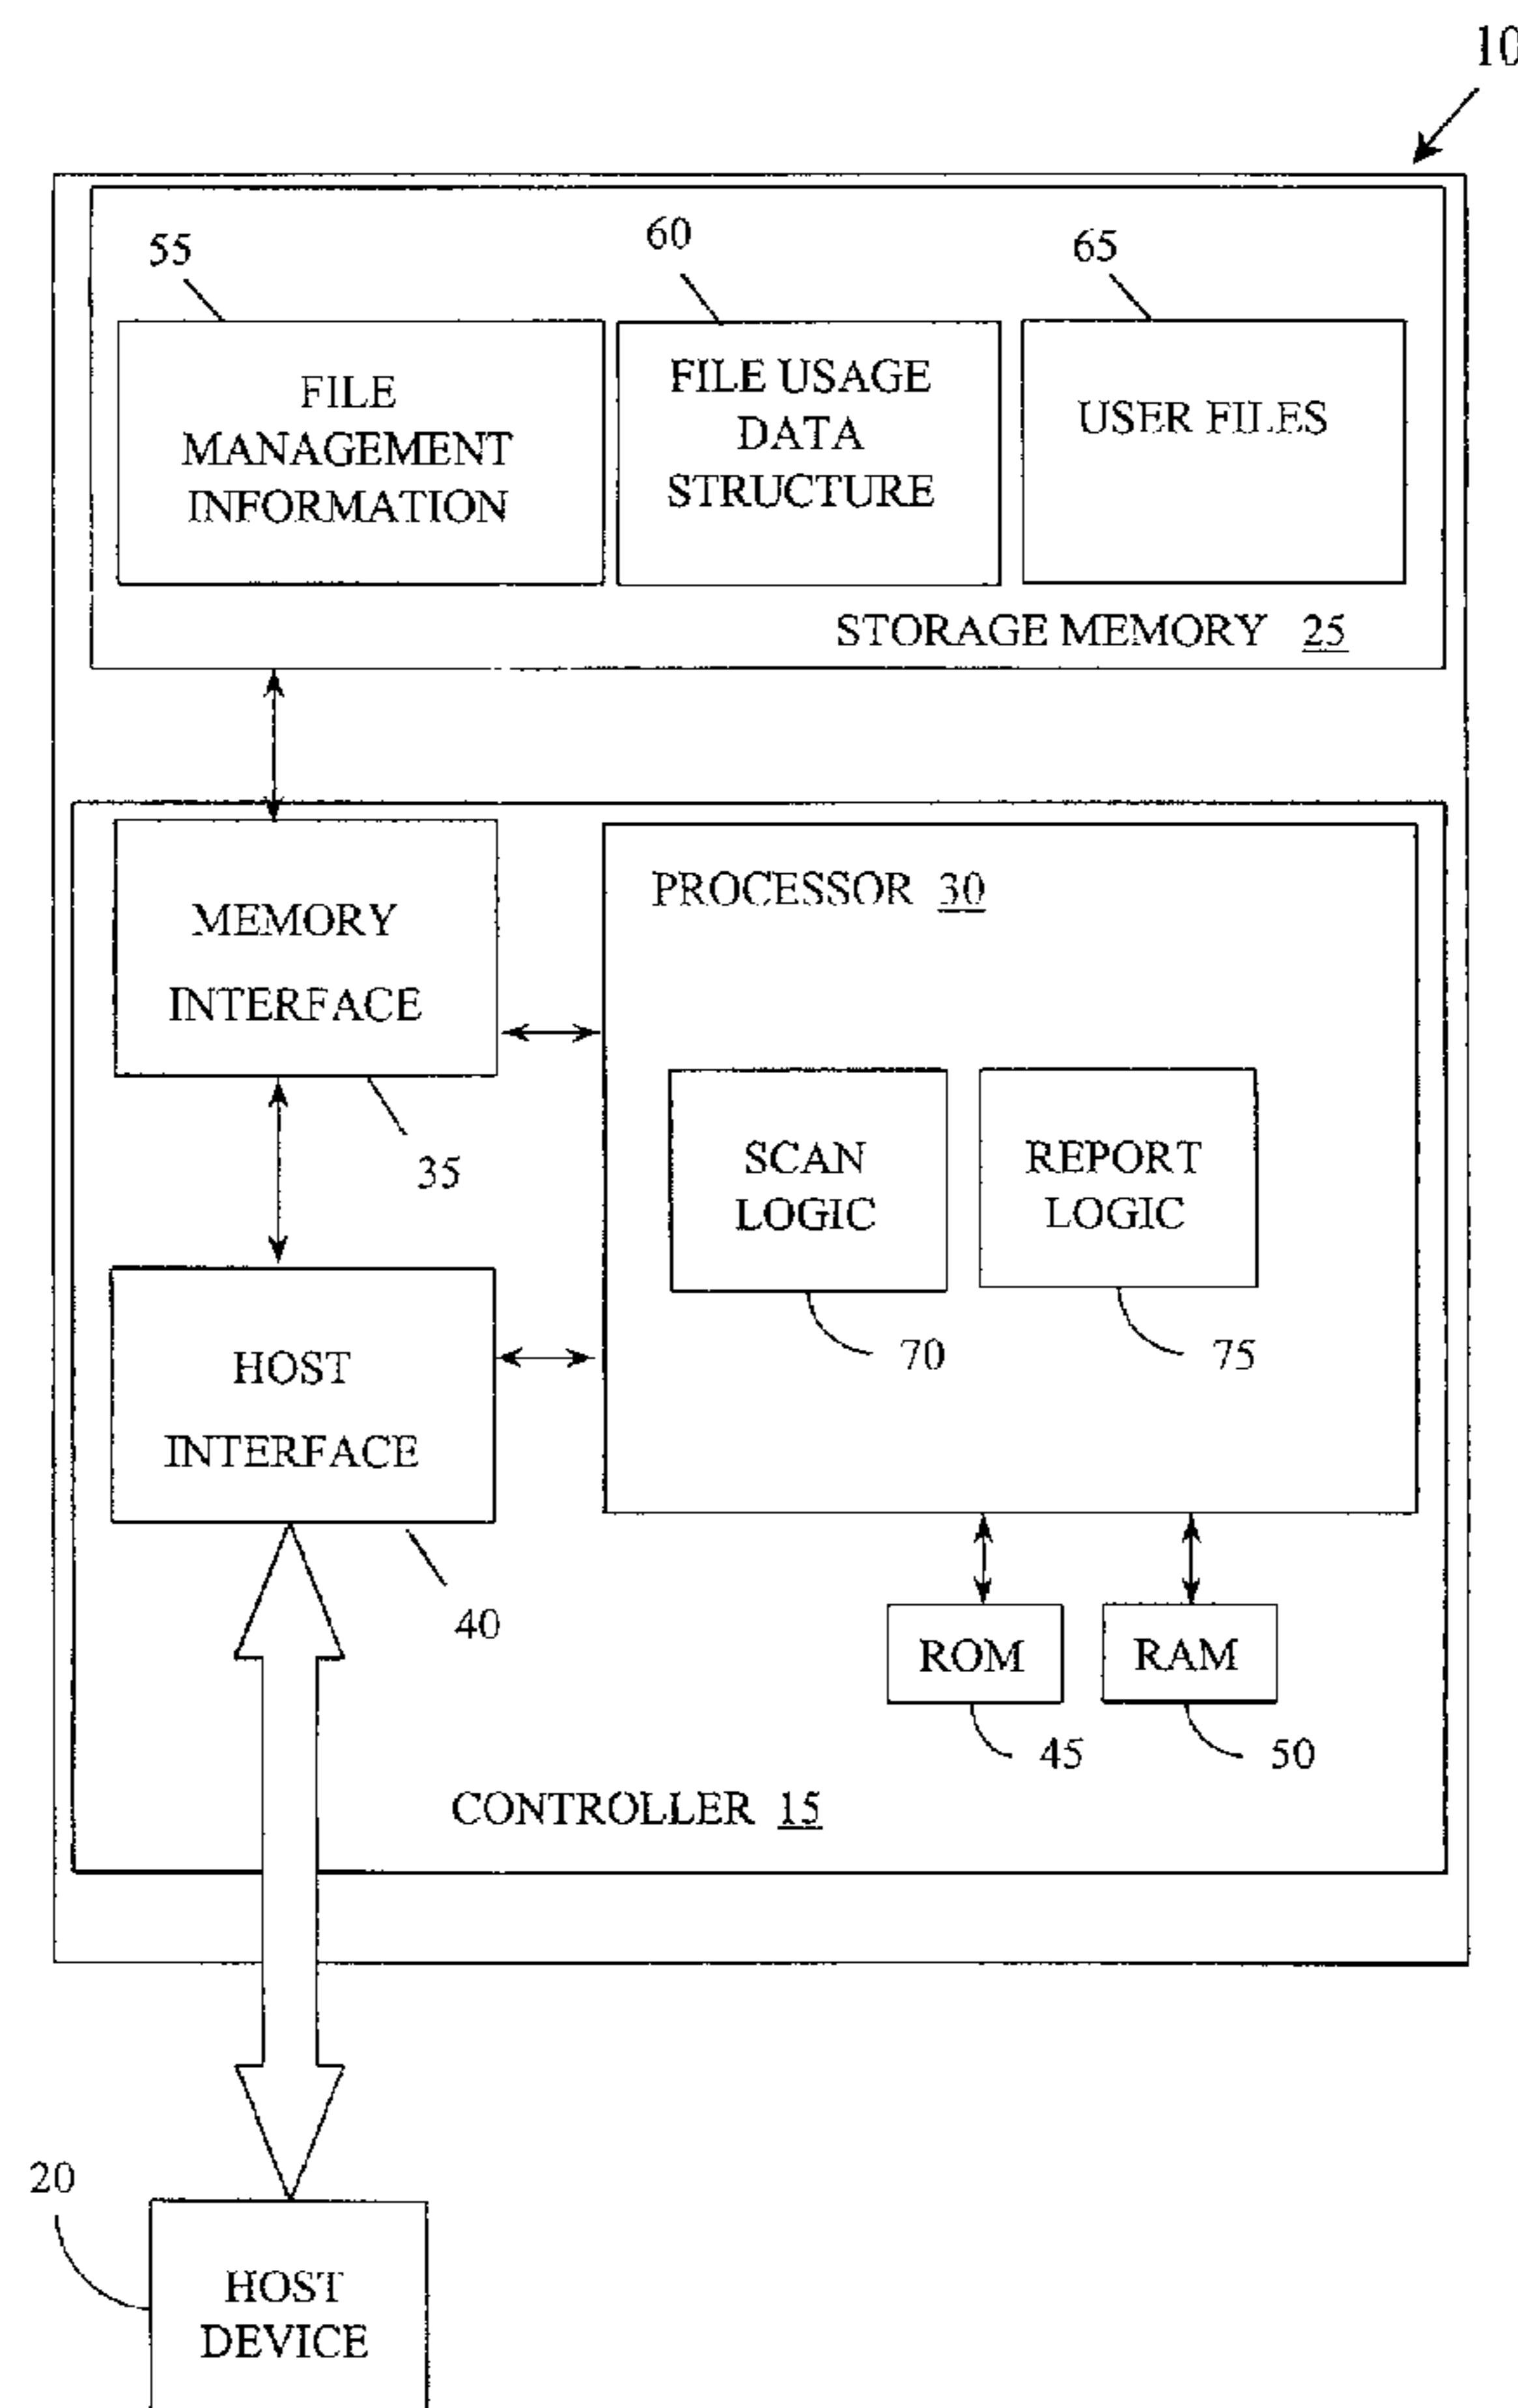 10
55
60
65
FILE
MANAGEMENT
INFORMATION
FILE USAGE
DATA
STRUCTURE
USER FILES
STORAGE MEMORY 25
MEMORY
INTERFACE
35
PROCESSOR 30
SCAN
LOGIC
70
REPORT
LOGIC
75
HOST
INTERFACE
40
ROM
45
RAM
50
CONTROLLER 15
20
HOST
DEVICE